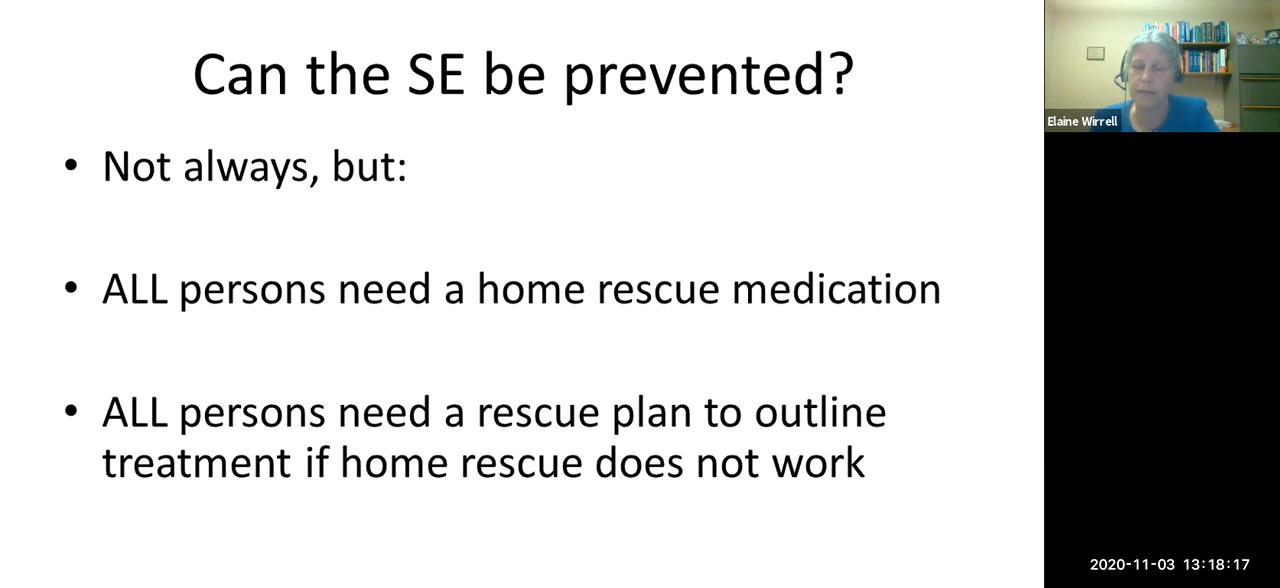 Can the SE be prevented?
• Not always, but:
• ALL persons need a home rescue medication
• ALL persons need a rescue plan to outline
treatment if home rescue does not work
Elaine Wirrell
2020-11-03 13:18:17